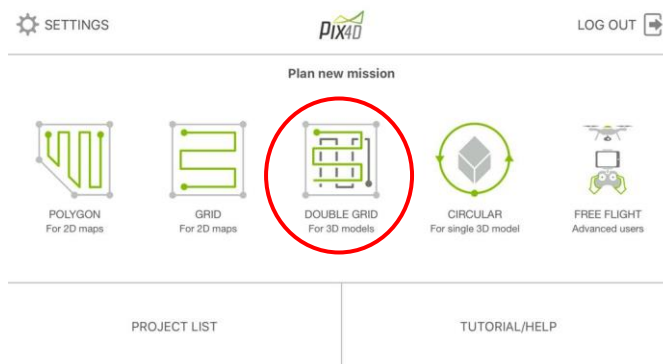 SETTINGS
PIX4D
LOG OUT
Plan new mission
POLYGON
For 2D maps
GRID
For 2D maps
DOUBLE GRID
For 3D models
CIRCULAR
For single 3D model
FREE FLIGHT
Advanced users
PROJECT LIST
TUTORIAL/HELP